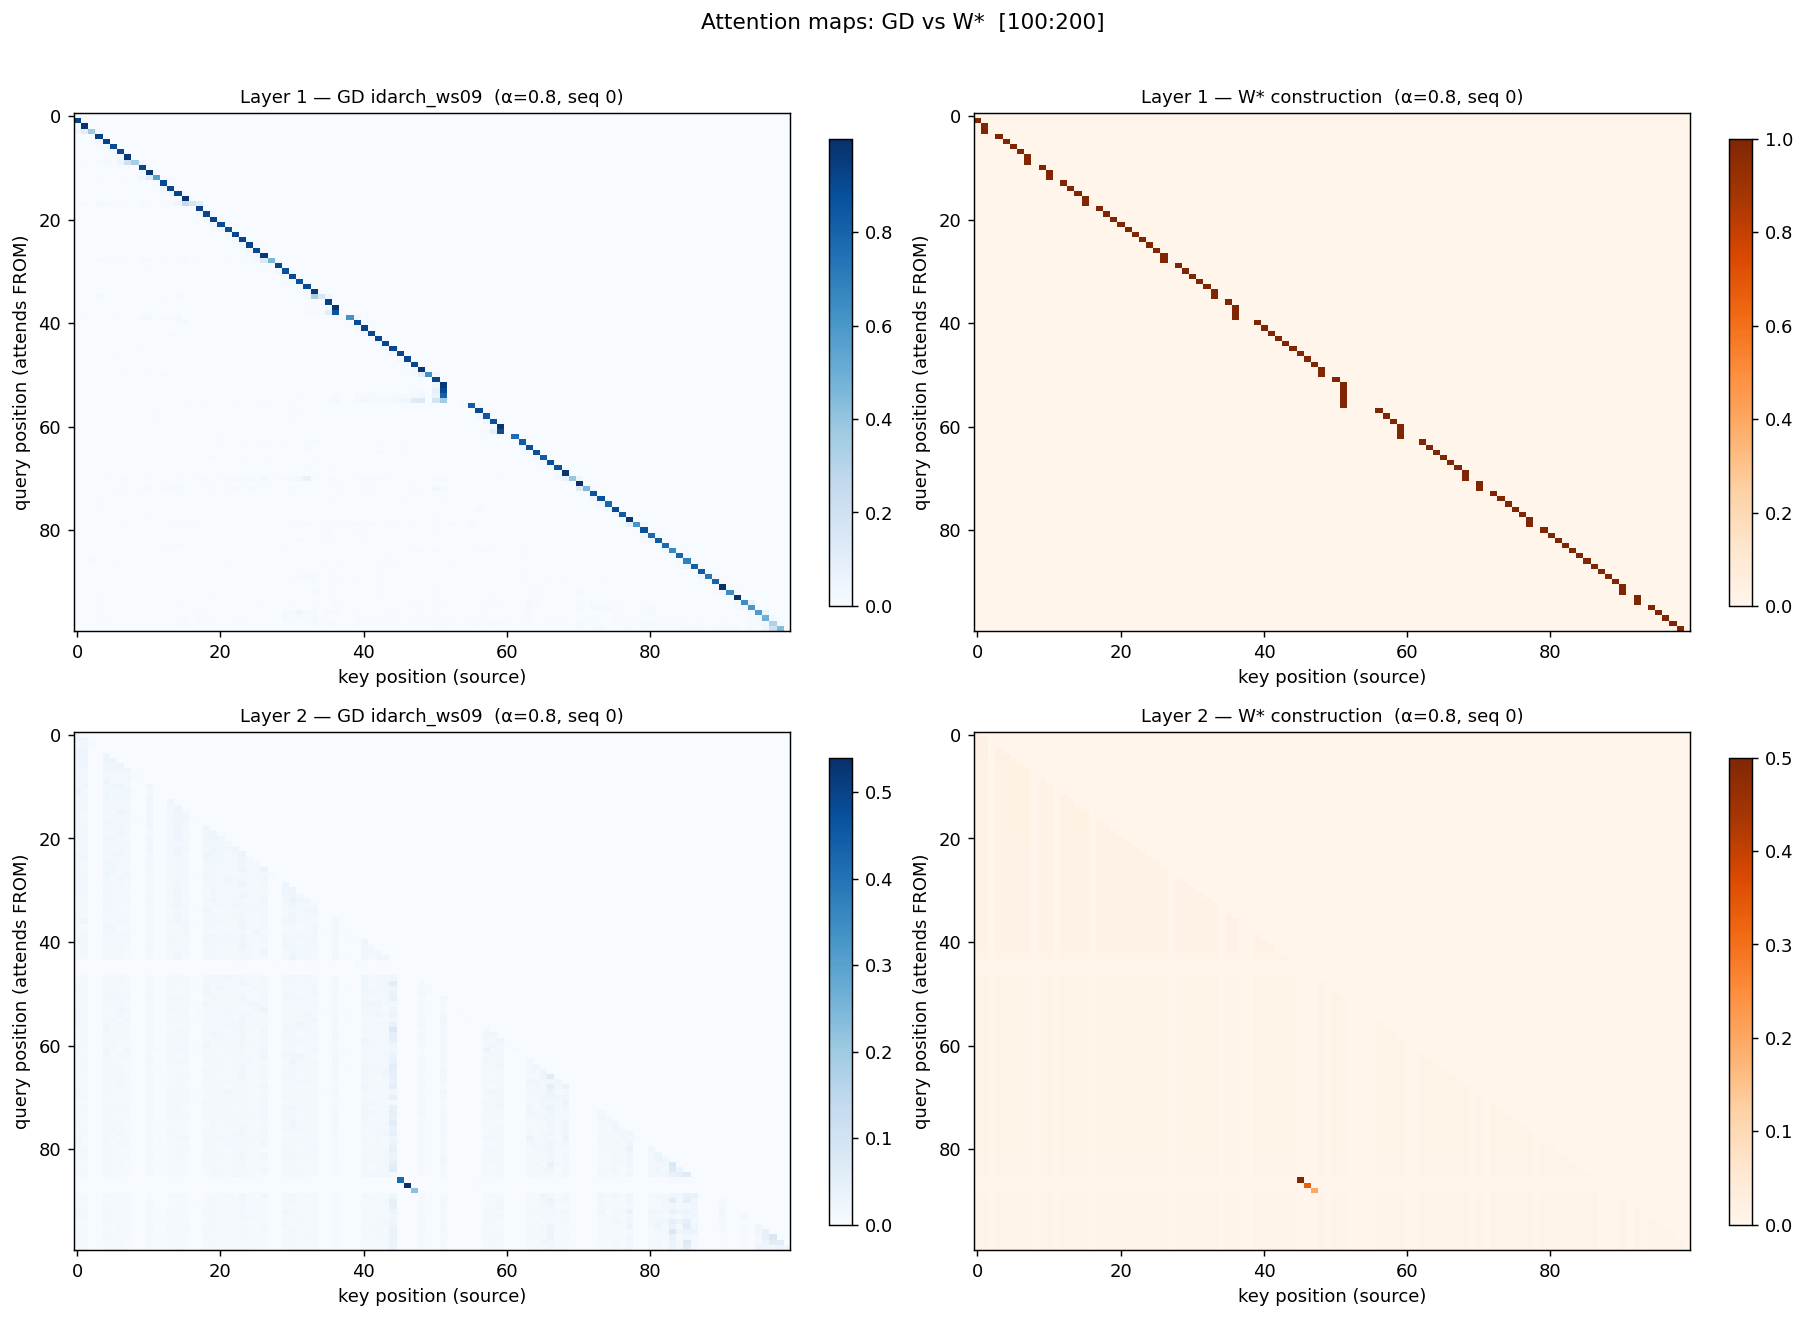 Attention maps: GD vs W*  [100:200]
Layer 1 — GD idarch_ws09  (α=0.8, seq 0)
query position (attends FROM)
0
20
40
60
80
0 20 40 60 80
key position (source)
0.8
0.6
0.4
0.2
0.0
Layer 1 — W* construction  (α=0.8, seq 0)
query position (attends FROM)
0
20
40
60
80
0 20 40 60 80
key position (source)
1.0
0.8
0.6
0.4
0.2
0.0
Layer 2 — GD idarch_ws09  (α=0.8, seq 0)
query position (attends FROM)
0
20
40
60
80
0 20 40 60 80
key position (source)
0.5
0.4
0.3
0.2
0.1
0.0
Layer 2 — W* construction  (α=0.8, seq 0)
query position (attends FROM)
0
20
40
60
80
0 20 40 60 80
key position (source)
0.5
0.4
0.3
0.2
0.1
0.0